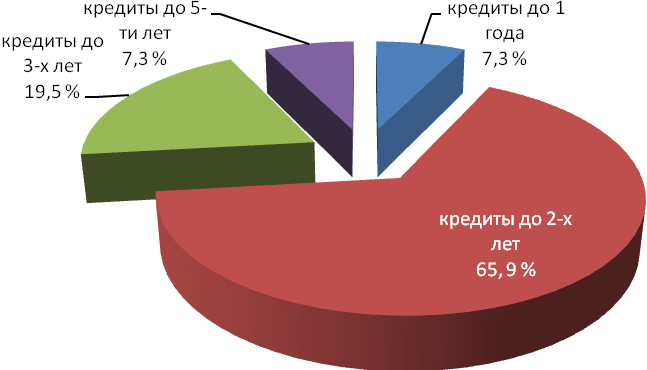 кредиты до 5-
ти лет
7,3 %
кредиты до 1
года
7,3 %
кредиты до
3-х лет
19,5 %
кредиты до 2-х
лет
65,9 %